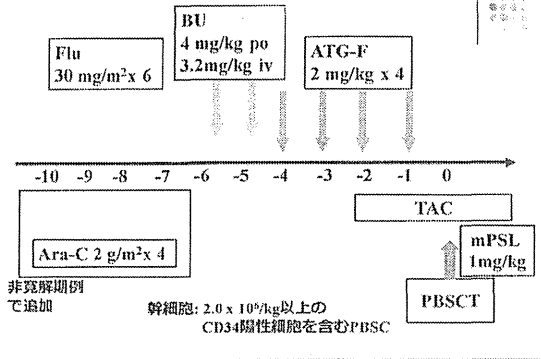 Flu
30 mg/m²x 6
BU
4 mg/kg po
3.2mg/kg iv
ATG-F
2 mg/kg x 4
-10 -9 -8 -7 -6 -5 -4 -3 -2 -1 0
Ara-C 2 g/m²x 4
非寛解期例
で追加
TAC
mPSL
1mg/kg
PBSCT
幹細胞: 2.0 x 10⁶/kg以上の
CD34陽性細胞を含むPBSC